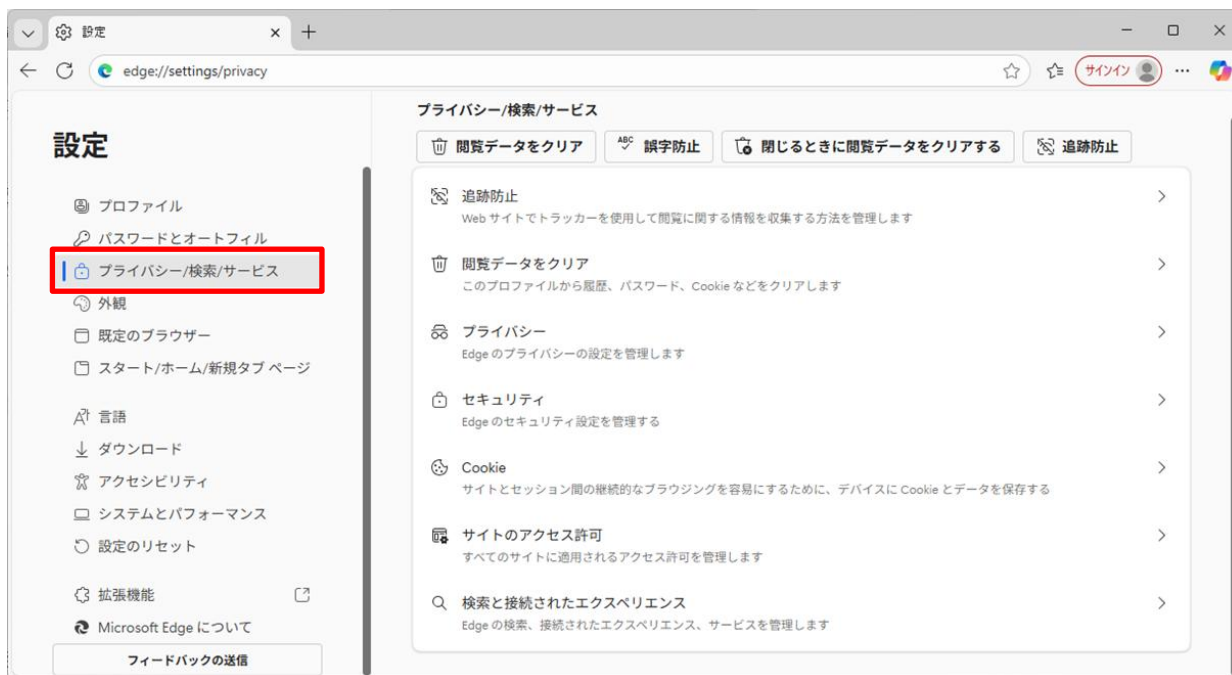 設定
edge://settings/privacy
サインイン
設定
プロファイル
パスワードとオートフィル
プライバシー/検索/サービス
外観
既定のブラウザー
スタート/ホーム/新規タブ ページ
言語
ダウンロード
アクセシビリティ
システムとパフォーマンス
設定のリセット
拡張機能
Microsoft Edge について
フィードバックの送信
プライバシー/検索/サービス
閲覧データをクリア
ABC 誤字防止
閉じるときに閲覧データをクリアする
追跡防止
追跡防止
Web サイトでトラッカーを使用して閲覧に関する情報を収集する方法を管理します
閲覧データをクリア
このプロファイルから履歴、パスワード、Cookie などをクリアします
プライバシー
Edge のプライバシーの設定を管理します
セキュリティ
Edge のセキュリティ設定を管理する
Cookie
サイトとセッション間の継続的なブラウジングを容易にするために、デバイスに Cookie とデータを保存する
サイトのアクセス許可
すべてのサイトに適用されるアクセス許可を管理します
検索と接続されたエクスペリエンス
Edge の検索、接続されたエクスペリエンス、サービスを管理します